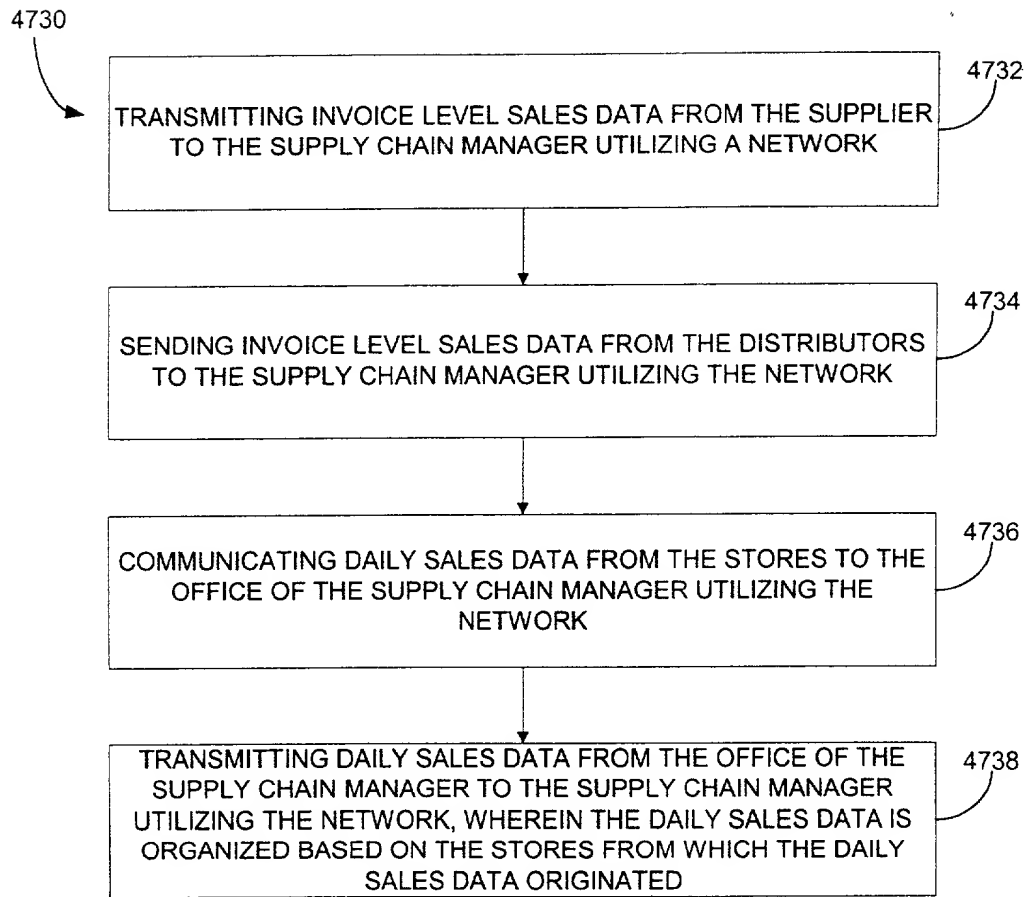 4730
4732
TRANSMITTING INVOICE LEVEL SALES DATA FROM THE SUPPLIER
TO THE SUPPLY CHAIN MANAGER UTILIZING A NETWORK
4734
SENDING INVOICE LEVEL SALES DATA FROM THE DISTRIBUTORS
TO THE SUPPLY CHAIN MANAGER UTILIZING THE NETWORK
4736
COMMUNICATING DAILY SALES DATA FROM THE STORES TO THE
OFFICE OF THE SUPPLY CHAIN MANAGER UTILIZING THE
NETWORK
4738
TRANSMITTING DAILY SALES DATA FROM THE OFFICE OF THE
SUPPLY CHAIN MANAGER TO THE SUPPLY CHAIN MANAGER
UTILIZING THE NETWORK, WHEREIN THE DAILY SALES DATA IS
ORGANIZED BASED ON THE STORES FROM WHICH THE DAILY
SALES DATA ORIGINATED